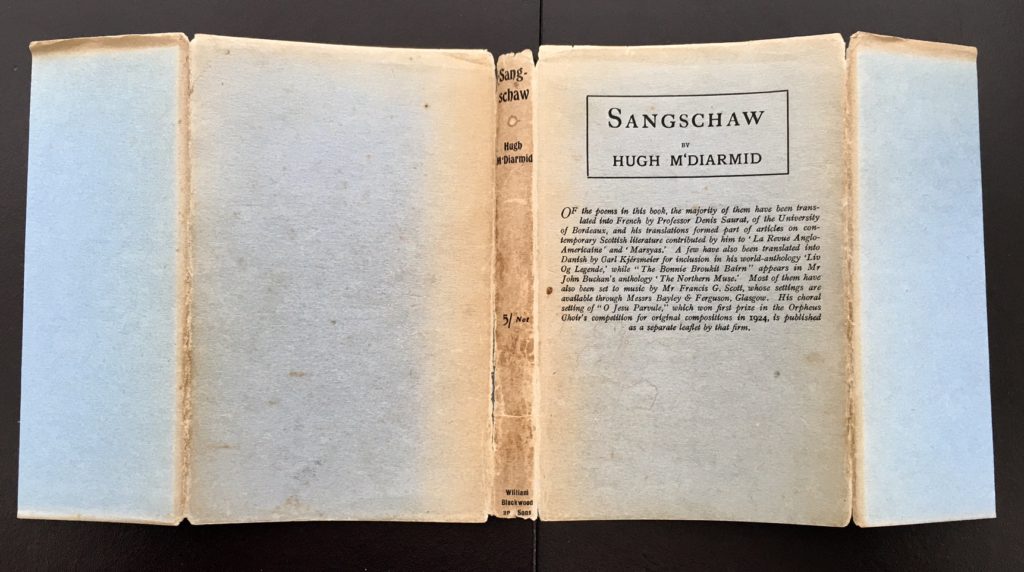 Sang-
schaw
Hugh
M'Diarmid
5/ Net
William
Blackwood
Sons
SANGSCHAW
BY
HUGH M'DIARMID
OF the poems in this book, the majority of them have been trans-
lated into French by Professor Denis Saurat, of the University
of Bordeaux, and his translations formed part of articles on con-
temporary Scottish literature contributed by him to 'La Revue Anglo-
Americaine' and 'Marsyas.' A few have also been translated into
Danish by Carl Kjérsmeier for inclusion in his world-anthology 'Liv
Og Legende,' while "The Bonnie Broukit Bairn" appears in Mr
John Buchan's anthology 'The Northern Muse.' Most of them have
also been set to music by Mr Francis G. Scott, whose settings are
available through Messrs Bayley & Ferguson, Glasgow. His choral
setting of "O Jesu Parvule," which won first prize in the Orpheus
Choir's competition for original compositions in 1924, is published
as a separate leaflet by that firm.